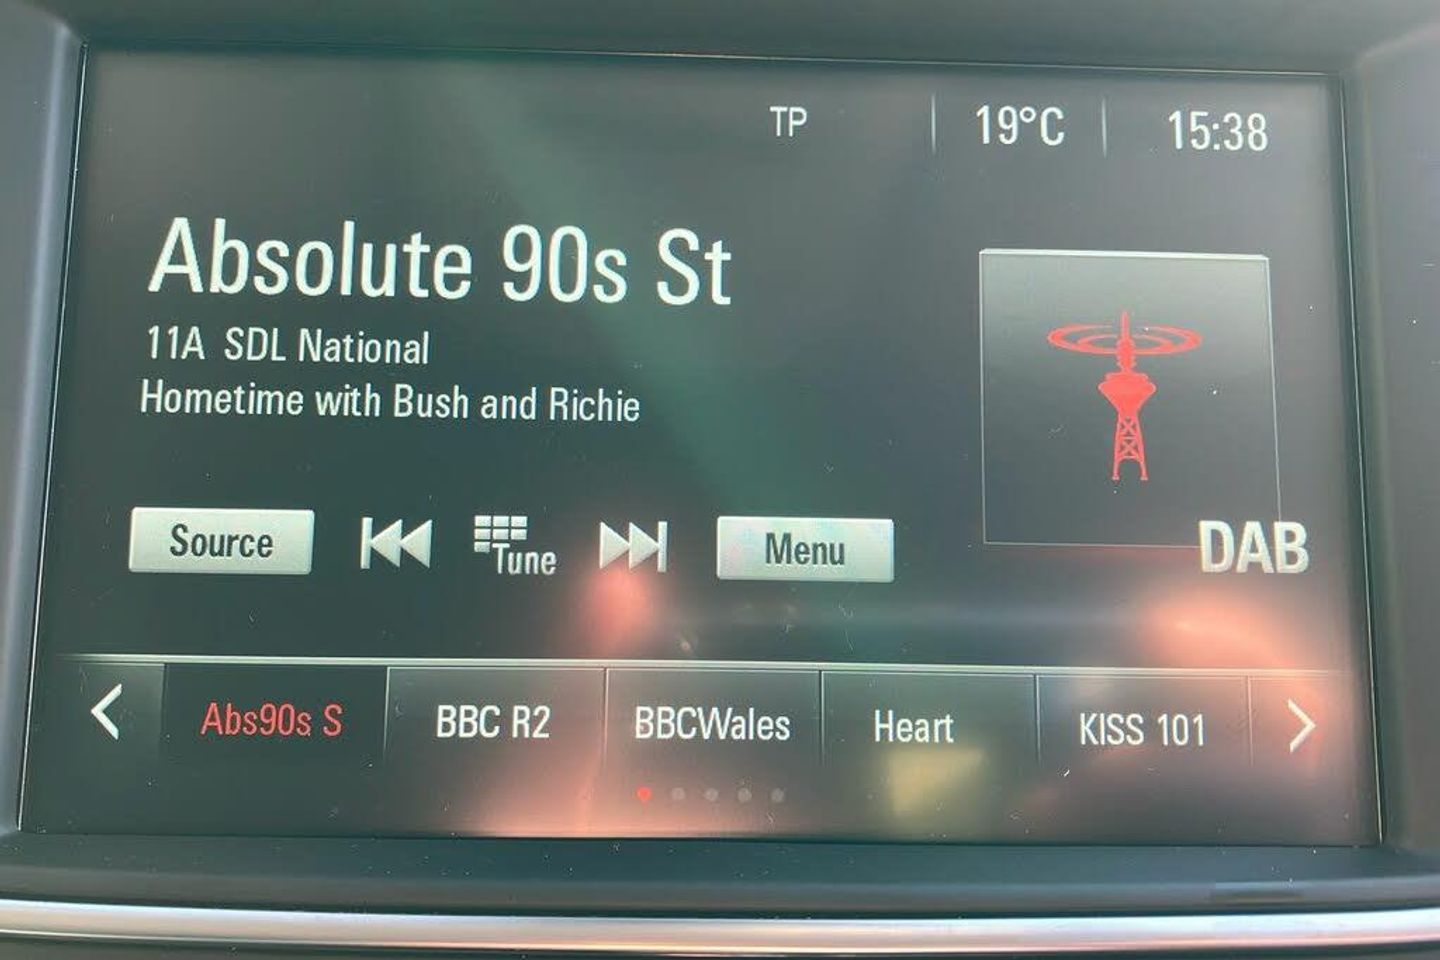 TP 19°C 15:38
Absolute 90s St
11A SDL National
Hometime with Bush and Richie
DAB
Source Tune Menu
Abs90s S BBC R2 BBCWales Heart KISS 101